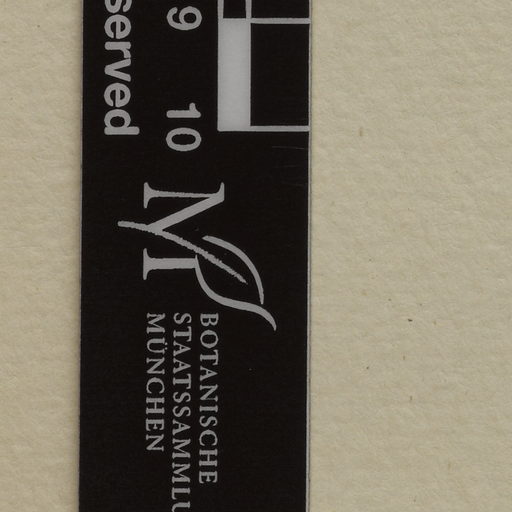 served
9 10
BOTANISCHE
STAATSSAMMLU
MÜNCHEN